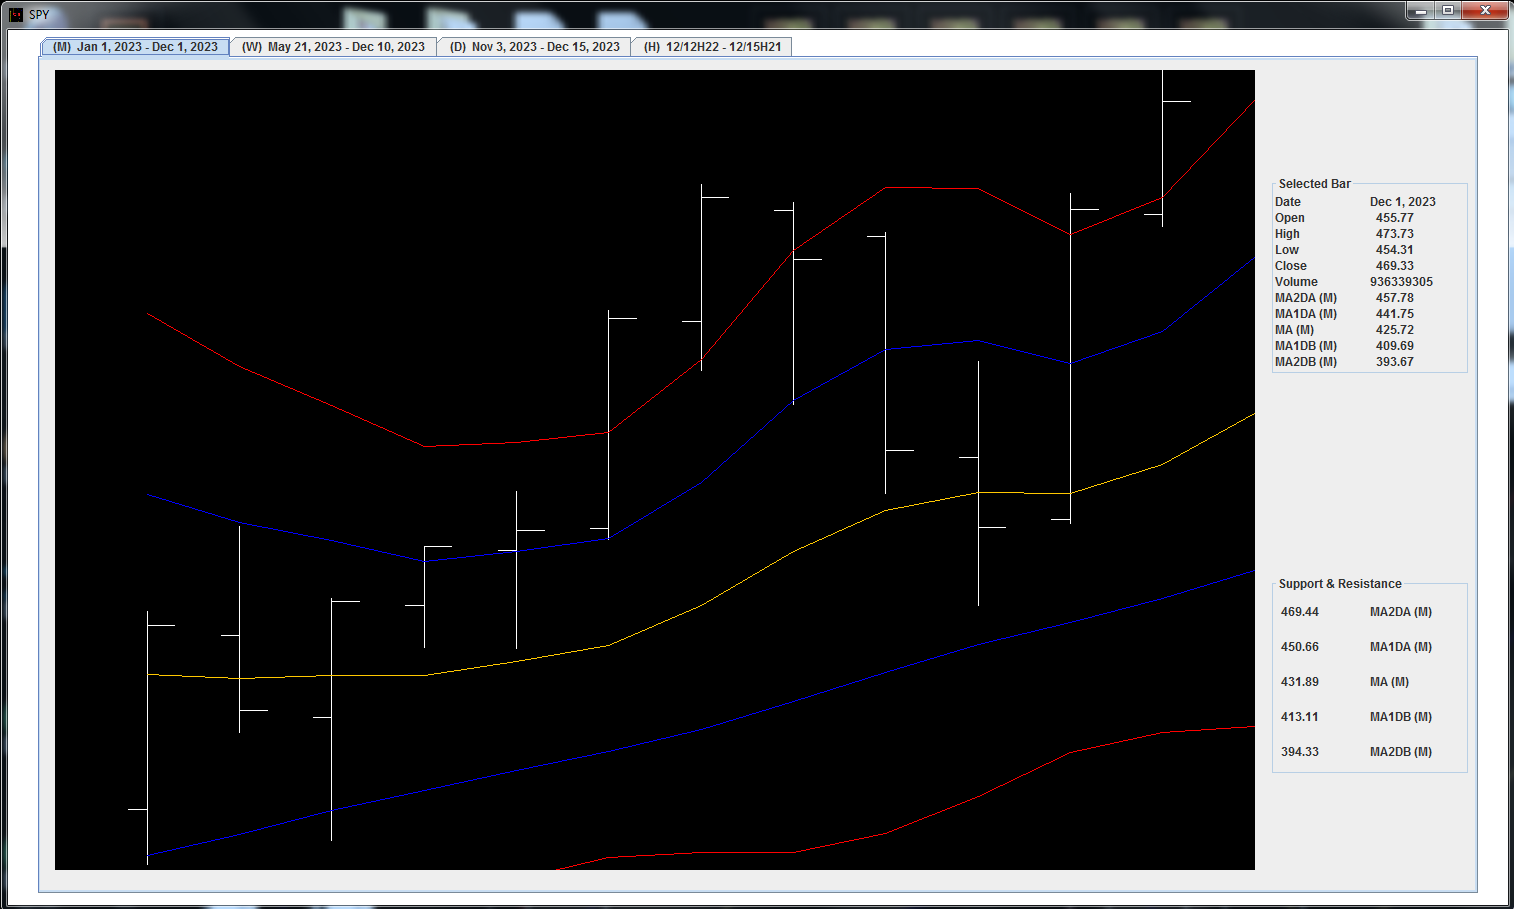 SPY
(M) Jan 1, 2023 - Dec 1, 2023 (W) May 21, 2023 - Dec 10, 2023 (D) Nov 3, 2023 - Dec 15, 2023 (H) 12/12H22 - 12/15H21
Selected Bar
Date Dec 1, 2023
Open 455.77
High 473.73
Low 454.31
Close 469.33
Volume 936339305
MA2DA (M) 457.78
MA1DA (M) 441.75
MA (M) 425.72
MA1DB (M) 409.69
MA2DB (M) 393.67
Support & Resistance
469.44 MA2DA (M)
450.66 MA1DA (M)
431.89 MA (M)
413.11 MA1DB (M)
394.33 MA2DB (M)